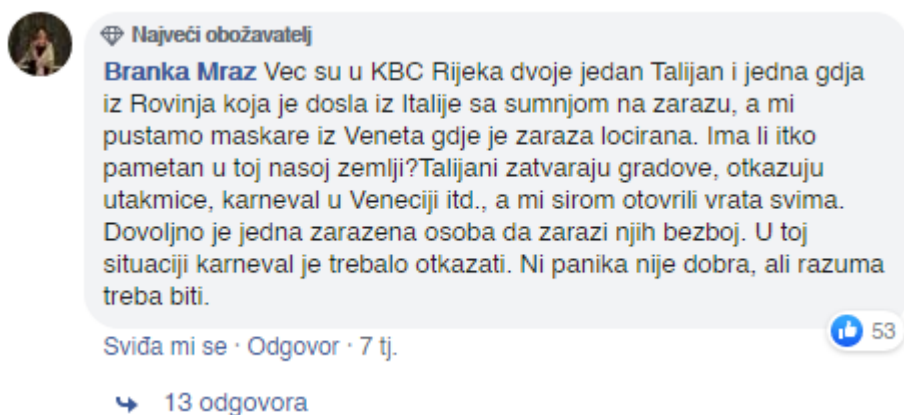 Najveći obožavatelj
Branka Mraz Vec su u KBC Rijeka dvoje jedan Talijan i jedna gdja
iz Rovinja koja je dosla iz Italije sa sumnjom na zarazu, a mi
pustamo maskare iz Veneta gdje je zaraza locirana. Ima li itko
pametan u toj nasoj zemlji?Talijani zatvaraju gradove, otkazuju
utakmice, karneval u Veneciji itd., a mi sirom otovrili vrata svima.
Dovoljno je jedna zarazena osoba da zarazi njih bezboj. U toj
situaciji karneval je trebalo otkazati. Ni panika nije dobra, ali razuma
treba biti.
53
Sviđa mi se · Odgovor · 7 tj.
13 odgovora